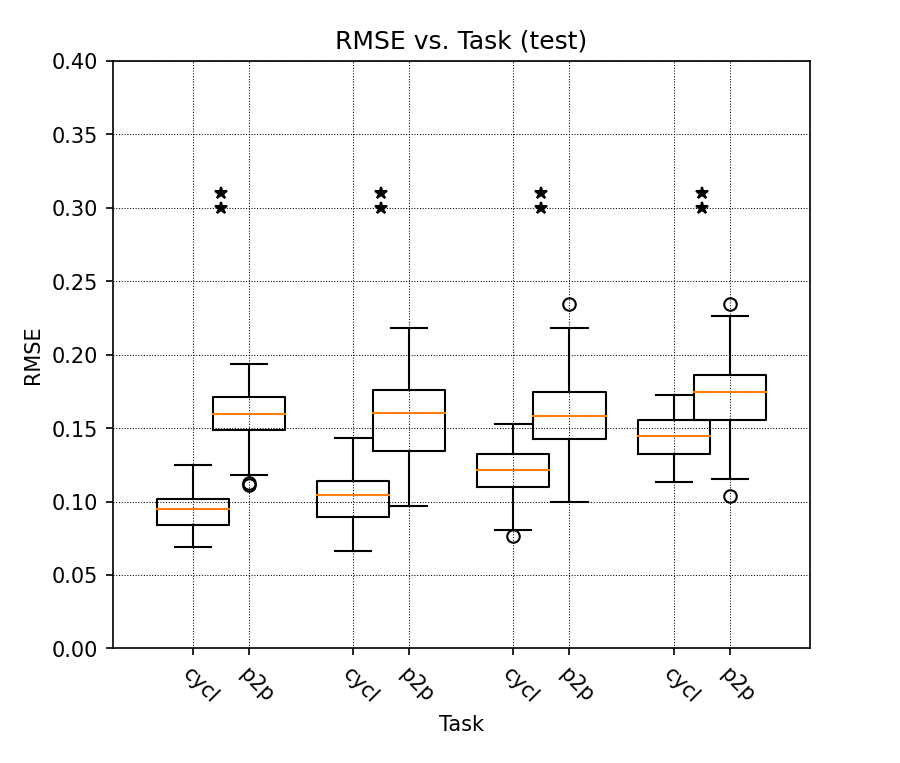 RMSE vs. Task (test)
0.40
0.35
0.30
0.25
0.20
0.15
0.10
0.05
0.00
RMSE
cycl p2p cycl p2p cycl p2p cycl p2p
Task